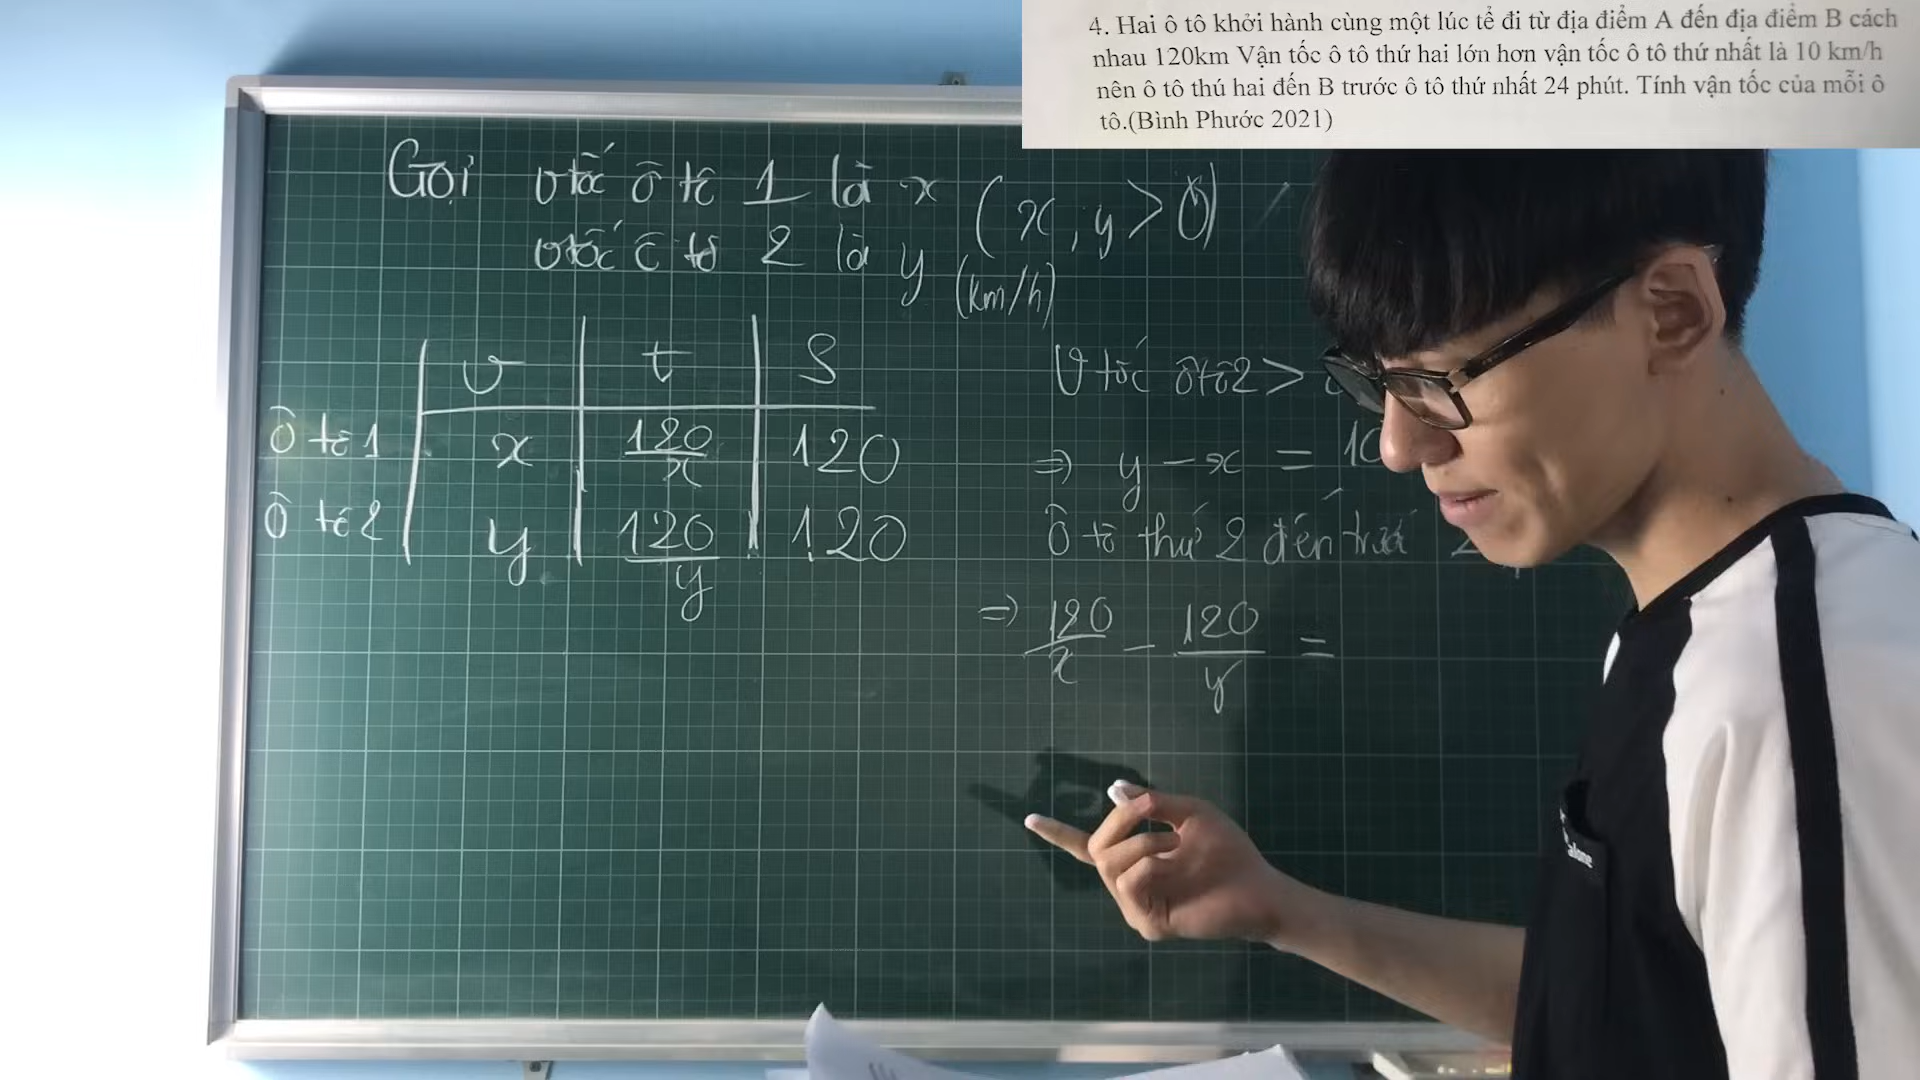 4. Hai ô tô khởi hành cùng một lúc tể đi từ địa điểm A đến địa điểm B cách
nhau 120km Vận tốc ô tô thứ hai lớn hơn vận tốc ô tô thứ nhất là 10 km/h
nên ô tô thú hai đến B trước ô tô thứ nhất 24 phút. Tính vận tốc của mỗi ô
tô.(Bình Phước 2021)
Gọi vtốc ô tô 1 là x (x, y > 0)
vtốc ô tô 2 là y (km/h)
v t S
Ô tô 1 x 120/x 120
Ô tô 2 y 120/y 120
V tốc ôtô2 >
=> y - x = 10
Ô tô thứ 2 đến trước
=> 120/x - 120/y =
alone